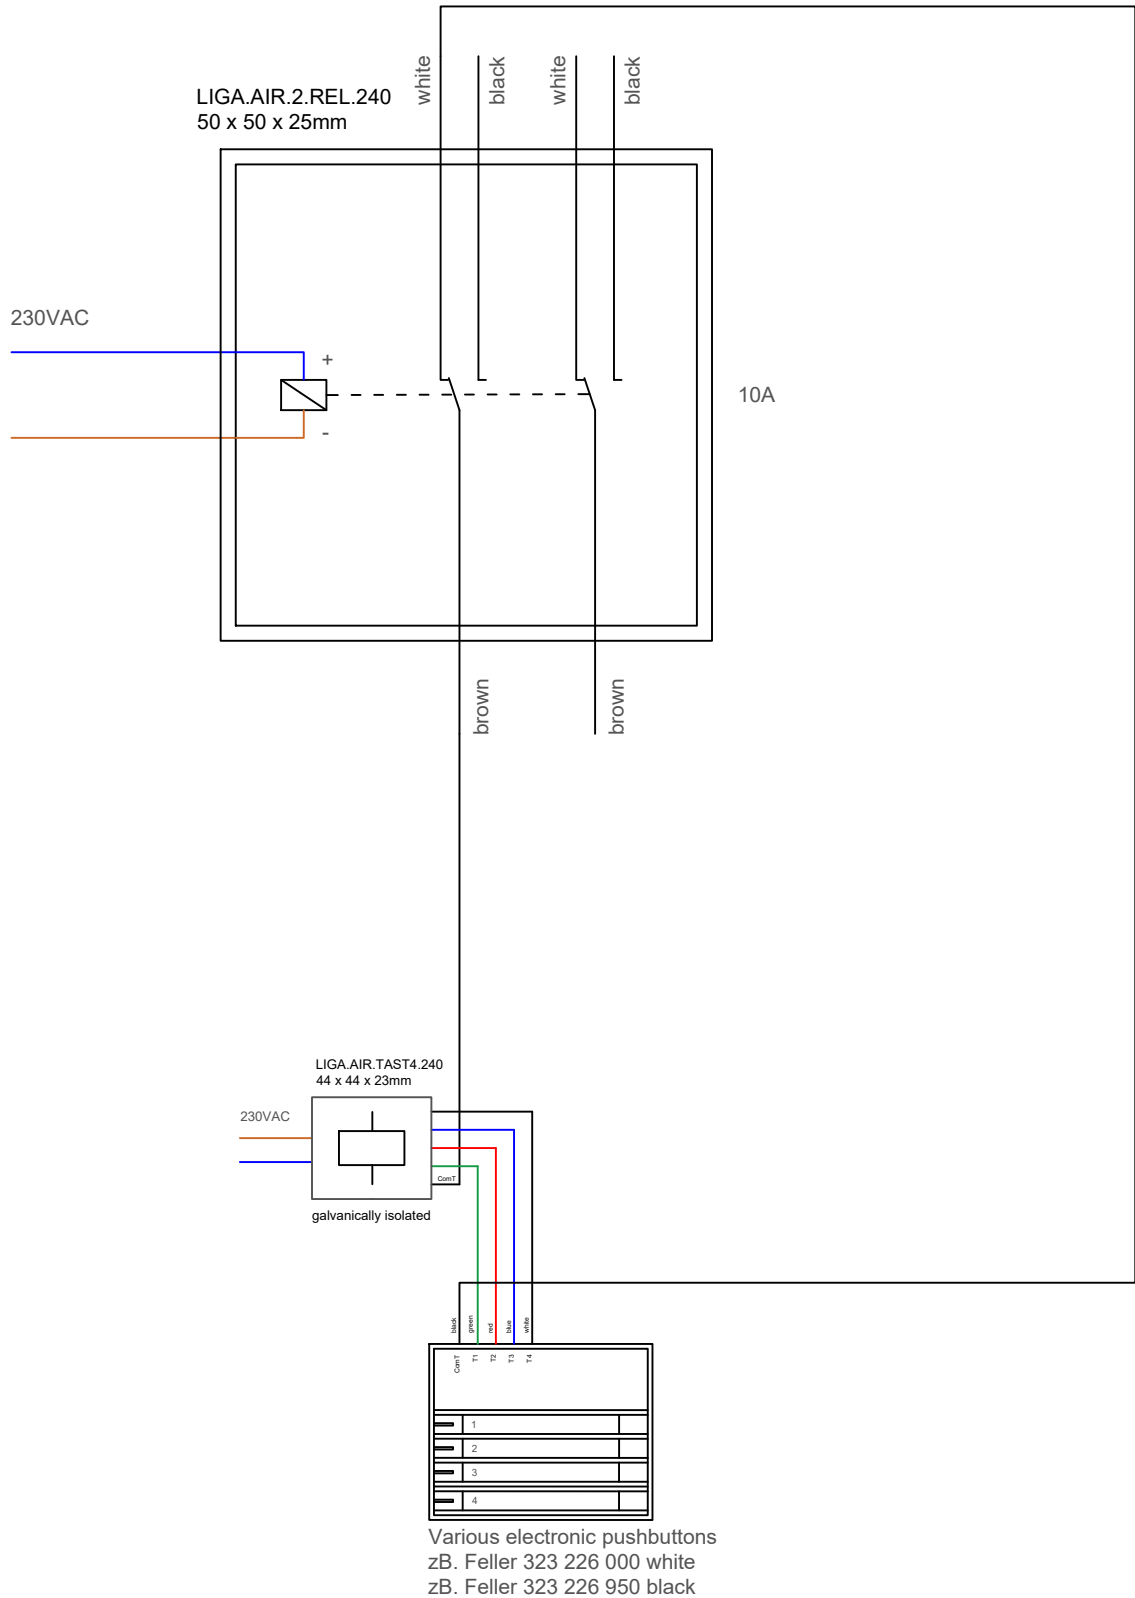 white
black
white
black
LIGA.AIR.2.REL.240
50 x 50 x 25mm
230VAC
+
-
10A
brown
brown
LIGA.AIR.TAST4.240
44 x 44 x 23mm
230VAC
ComT
galvanically isolated
black
green
red
blue
white
ComT
T1
T2
T3
T4
1
2
3
4
Various electronic pushbuttons
zB. Feller 323 226 000 white
zB. Feller 323 226 950 black